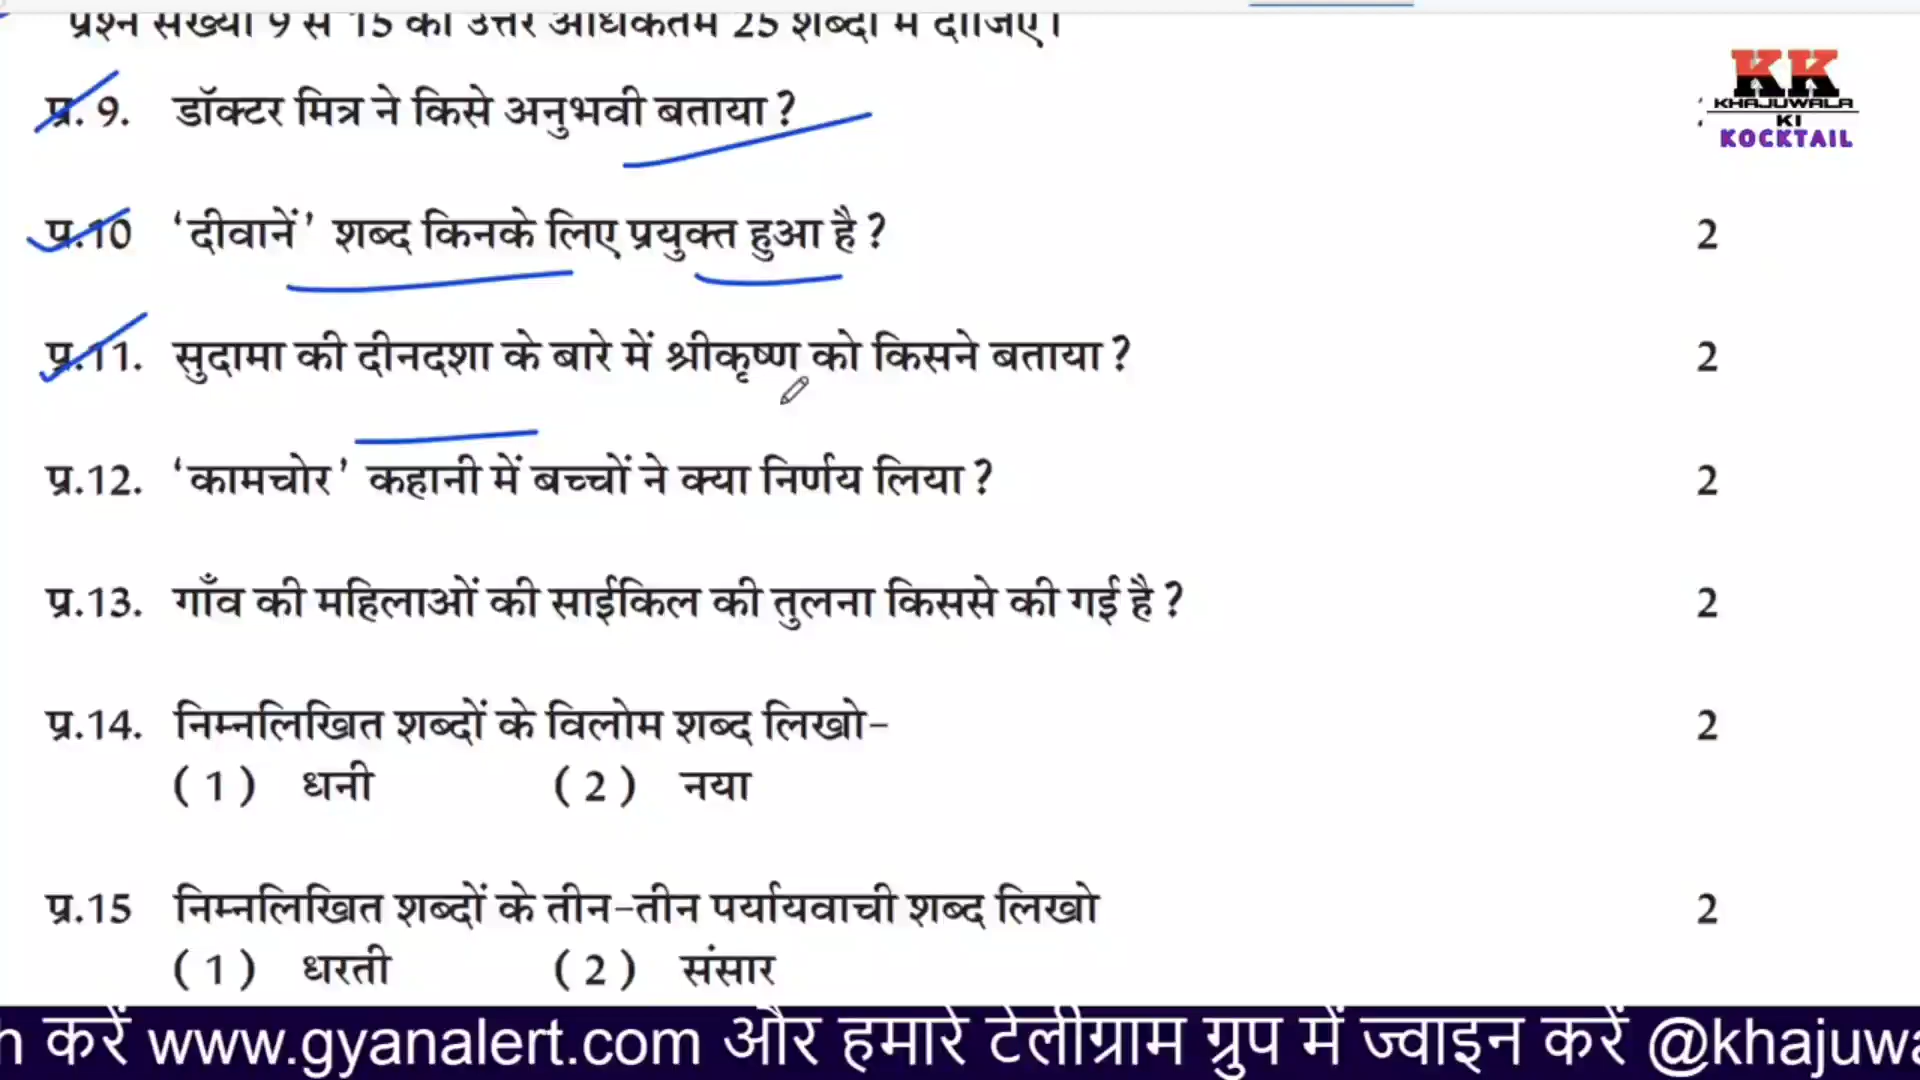 प्रश्न संख्या 9 से 15 का उत्तर अधिकतम 25 शब्दों में दीजिए।
प्र. 9. डॉक्टर मित्र ने किसे अनुभवी बताया ?
KK
KHAJUWALA
KI
KOCKTAIL
प्र.10 ‘दीवानें’ शब्द किनके लिए प्रयुक्त हुआ है ? 2
प्र.11. सुदामा की दीनदशा के बारे में श्रीकृष्ण को किसने बताया ? 2
प्र.12. ‘कामचोर’ कहानी में बच्चों ने क्या निर्णय लिया ? 2
प्र.13. गाँव की महिलाओं की साईकिल की तुलना किससे की गई है ? 2
प्र.14. निम्नलिखित शब्दों के विलोम शब्द लिखो- 2
( 1 ) धनी ( 2 ) नया
प्र.15 निम्नलिखित शब्दों के तीन-तीन पर्यायवाची शब्द लिखो 2
( 1 ) धरती ( 2 ) संसार
करें www.gyanalert.com और हमारे टेलीग्राम ग्रुप में ज्वाइन करें @khajuwa